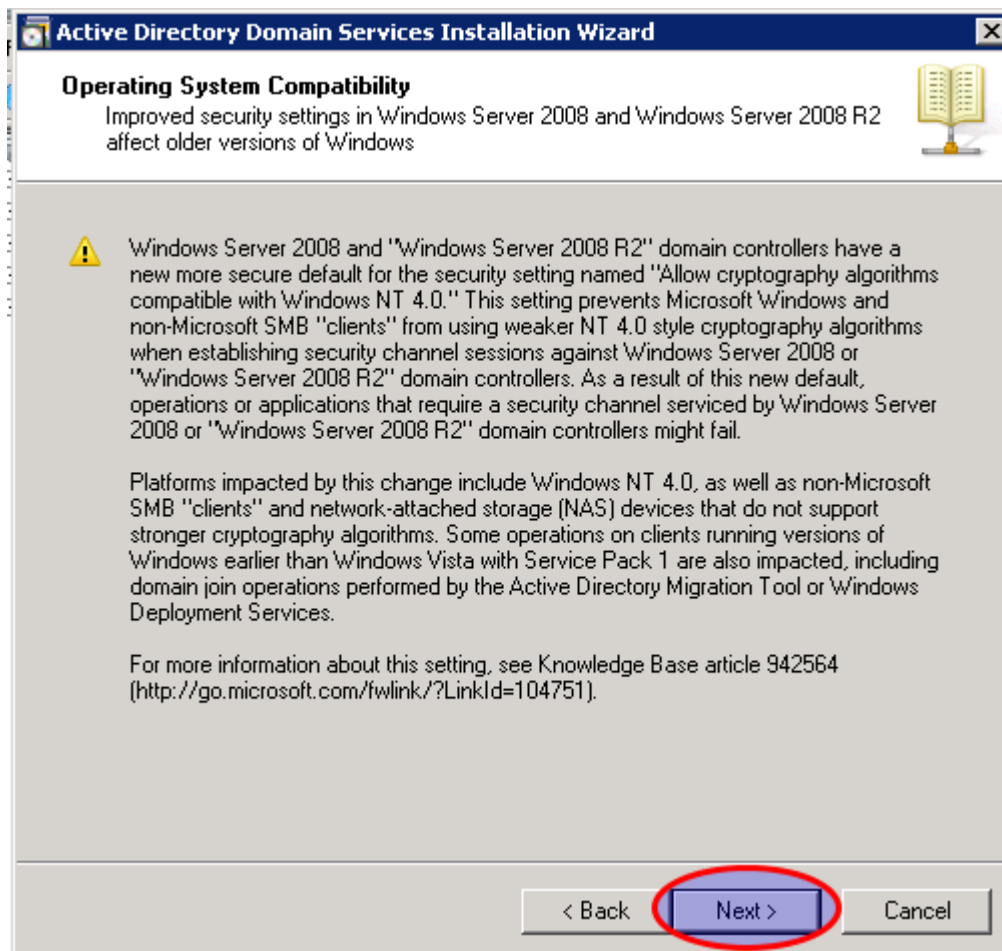 Active Directory Domain Services Installation Wizard
Operating System Compatibility
Improved security settings in Windows Server 2008 and Windows Server 2008 R2
affect older versions of Windows
Windows Server 2008 and "Windows Server 2008 R2" domain controllers have a
new more secure default for the security setting named "Allow cryptography algorithms
compatible with Windows NT 4.0." This setting prevents Microsoft Windows and
non-Microsoft SMB "clients" from using weaker NT 4.0 style cryptography algorithms
when establishing security channel sessions against Windows Server 2008 or
"Windows Server 2008 R2" domain controllers. As a result of this new default,
operations or applications that require a security channel serviced by Windows Server
2008 or "Windows Server 2008 R2" domain controllers might fail.
Platforms impacted by this change include Windows NT 4.0, as well as non-Microsoft
SMB "clients" and network-attached storage (NAS) devices that do not support
stronger cryptography algorithms. Some operations on clients running versions of
Windows earlier than Windows Vista with Service Pack 1 are also impacted, including
domain join operations performed by the Active Directory Migration Tool or Windows
Deployment Services.
For more information about this setting, see Knowledge Base article 942564
(http://go.microsoft.com/fwlink/?LinkId=104751).
< Back Next > Cancel